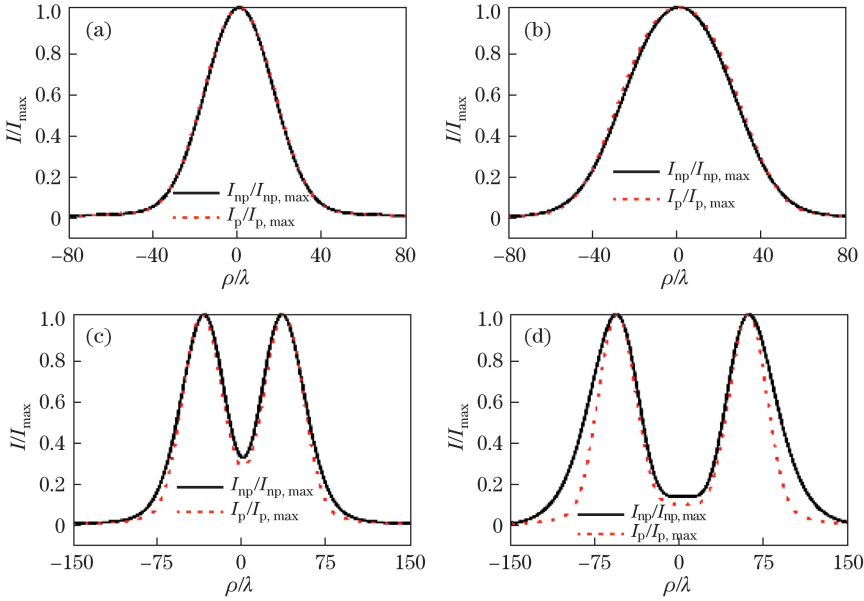 (a)
I/Imax
1.0
0.8
0.6
0.4
0.2
0
Inp/Inp, max
Ip/Ip, max
−80 −40 0 40 80
ρ/λ
(b)
I/Imax
1.0
0.8
0.6
0.4
0.2
0
Inp/Inp, max
Ip/Ip, max
−80 −40 0 40 80
ρ/λ
(c)
I/Imax
1.0
0.8
0.6
0.4
0.2
0
Inp/Inp, max
Ip/Ip, max
−150 −75 0 75 150
ρ/λ
(d)
I/Imax
1.0
0.8
0.6
0.4
0.2
0
Inp/Inp, max
Ip/Ip, max
−150 −75 0 75 150
ρ/λ